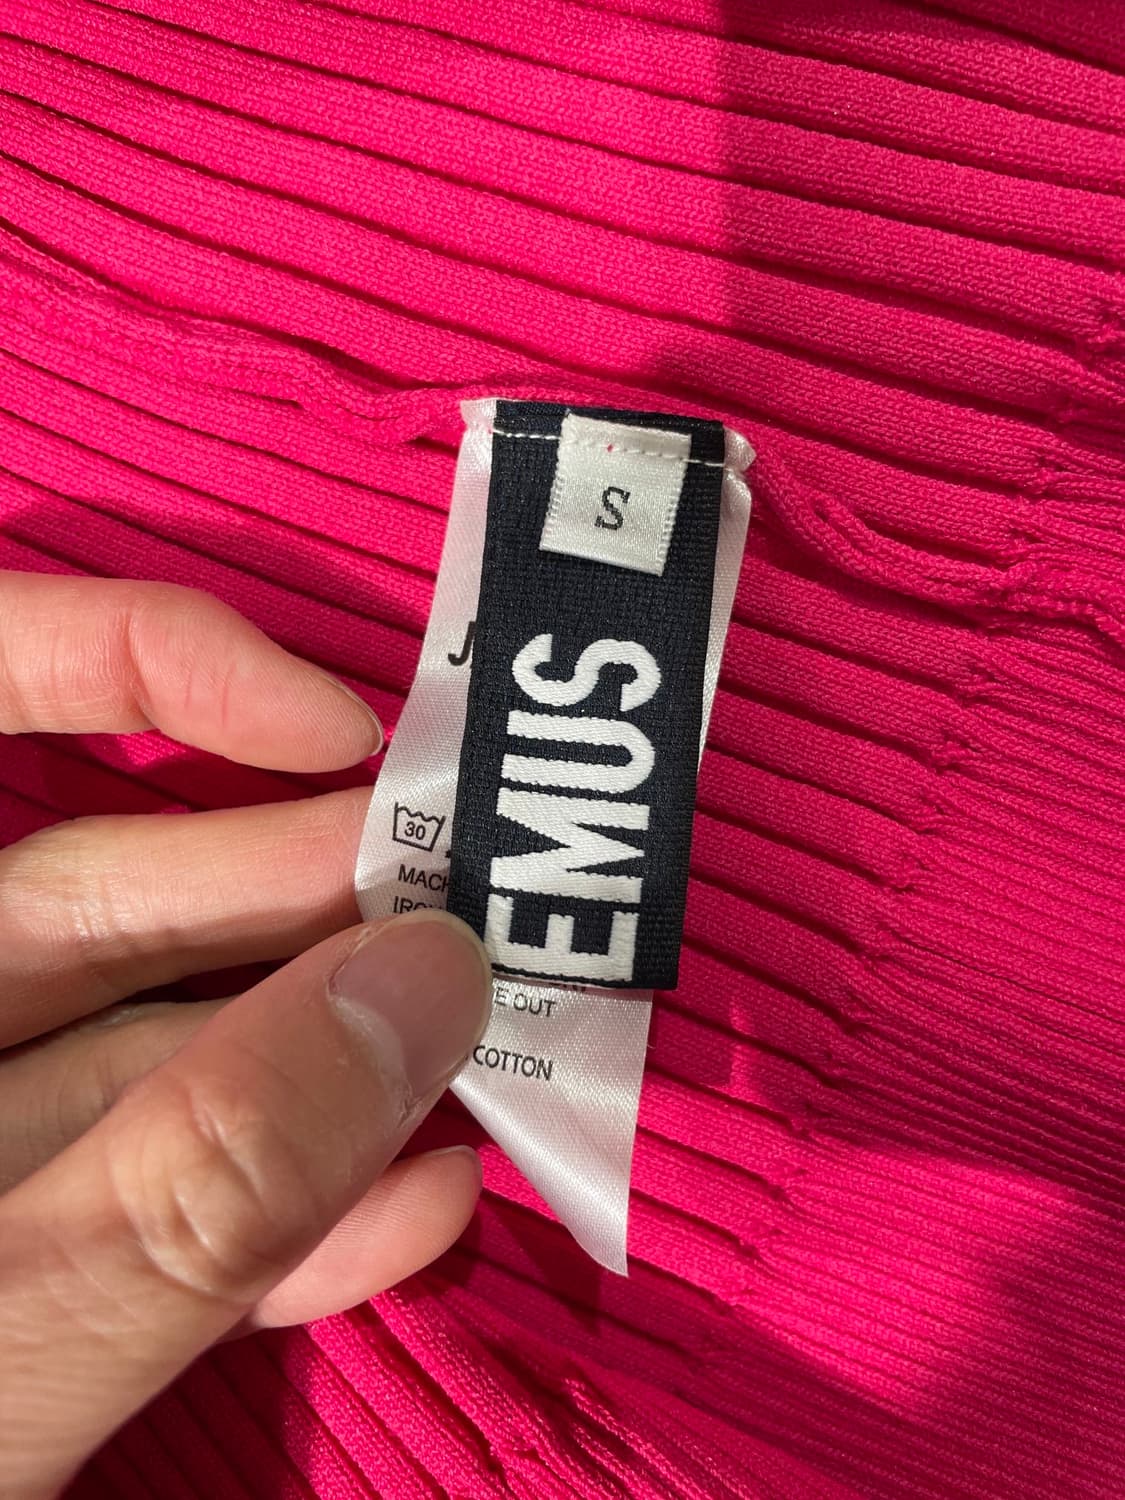 S
EMUS
J
30
MACH
IRO
E OUT
COTTON